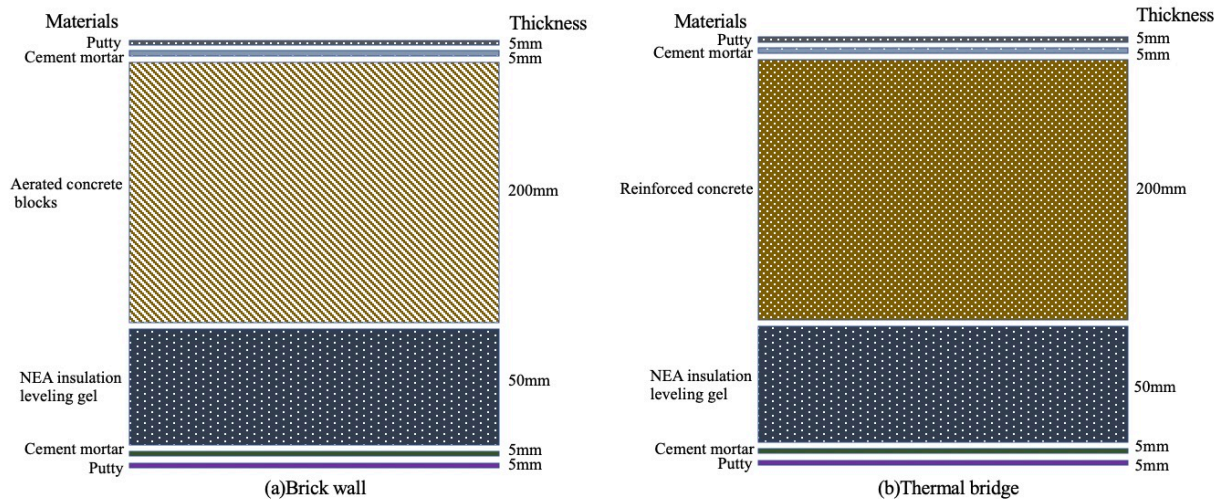 Materials
Thickness
Putty
5mm
Cement mortar
5mm
Aerated concrete
blocks
200mm
NEA insulation
leveling gel
50mm
Cement mortar
5mm
Putty
5mm
(a)Brick wall
Materials
Thickness
Putty
5mm
Cement mortar
5mm
Reinforced concrete
200mm
NEA insulation
leveling gel
50mm
Cement mortar
5mm
Putty
5mm
(b)Thermal bridge